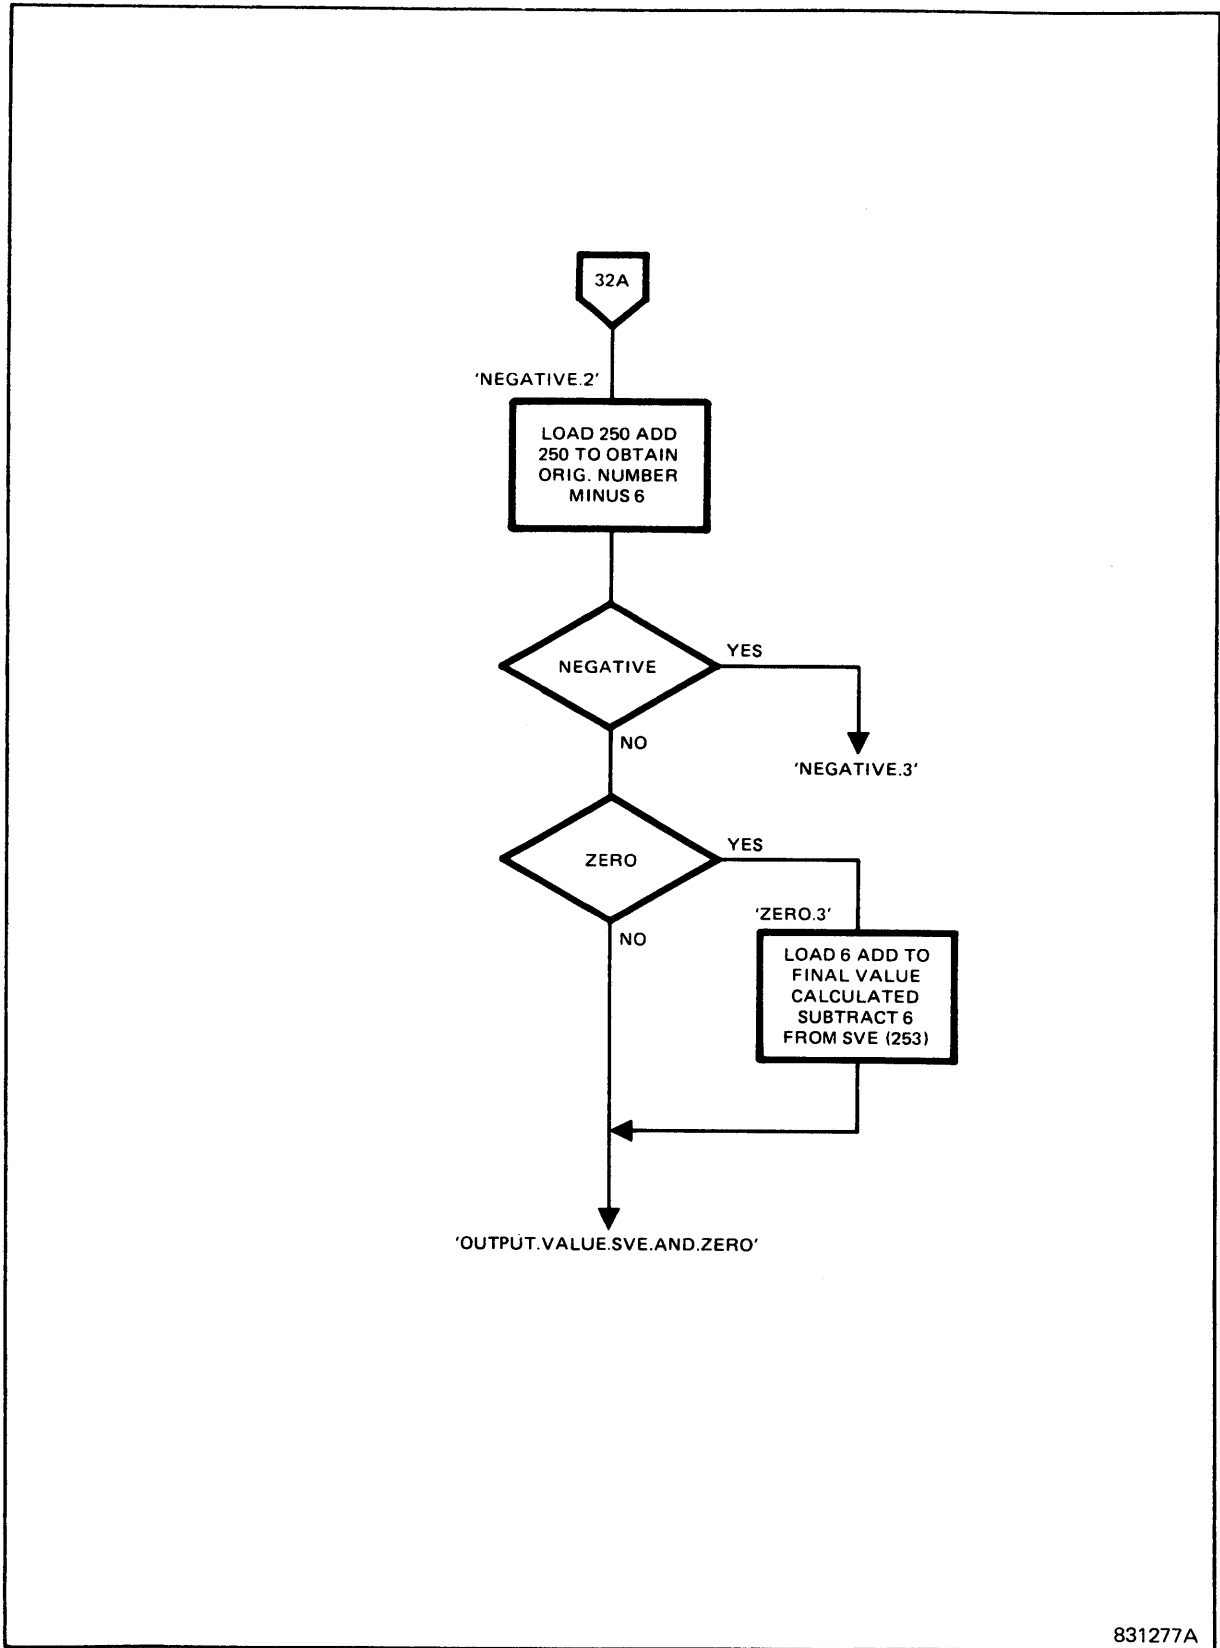 32A
'NEGATIVE.2'
LOAD 250 ADD
250 TO OBTAIN
ORIG. NUMBER
MINUS 6
NEGATIVE
YES
NO
'NEGATIVE.3'
ZERO
YES
NO
'ZERO.3'
LOAD 6 ADD TO
FINAL VALUE
CALCULATED
SUBTRACT 6
FROM SVE (253)
'OUTPUT.VALUE.SVE.AND.ZERO'
831277A